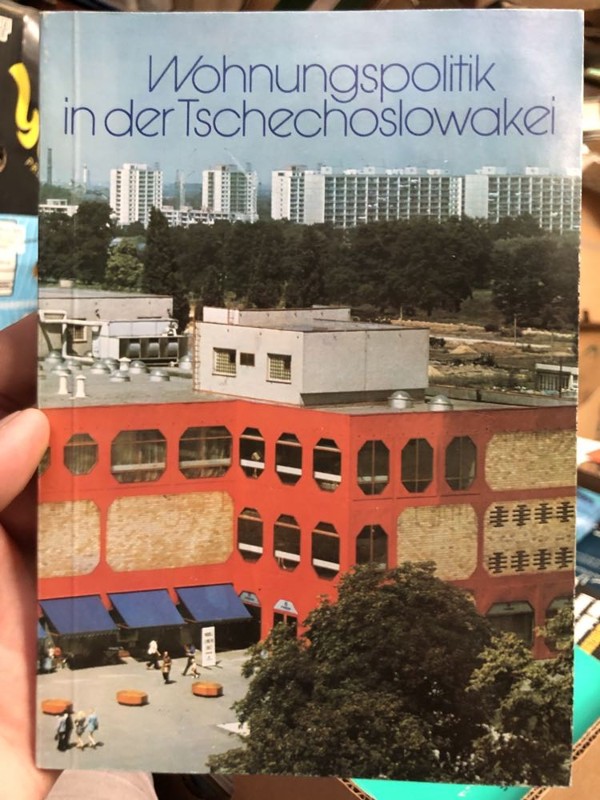 Wohnungspolitik
in der Tschechoslowakei